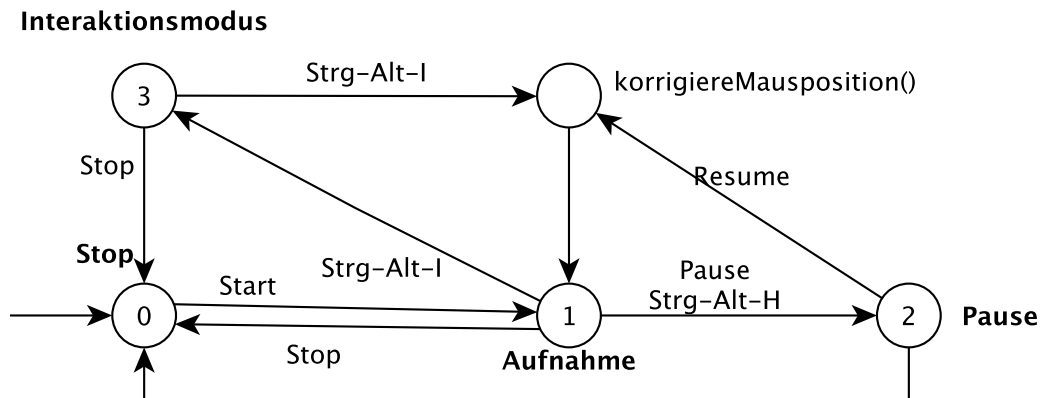 Interaktionsmodus
Strg-Alt-I
3
korrigiereMausposition()
Stop
Resume
Stop
Strg-Alt-I
Start
Pause
Strg-Alt-H
0
1
2
Pause
Stop
Aufnahme